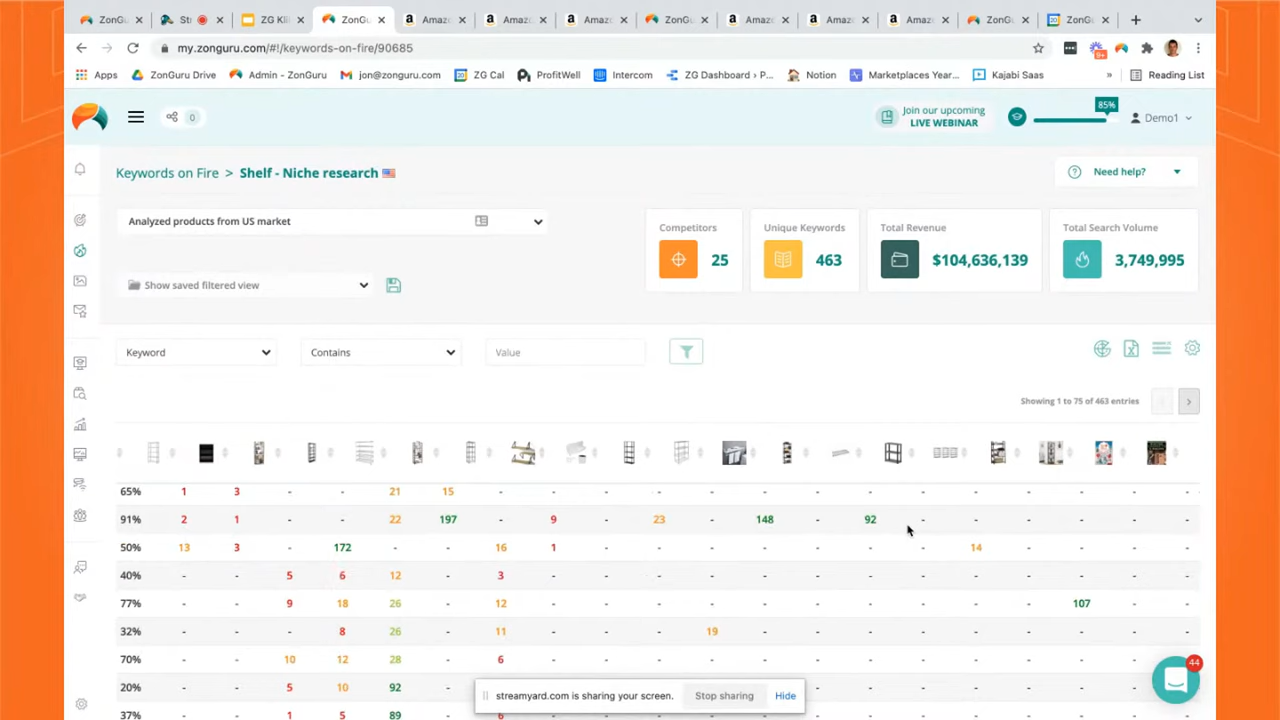 ZonGu
Str
ZG Kli
ZonGu
Amaz
Amaz
Amaz
ZonGu
Amaz
Amaz
Amaz
ZonG
ZonG
my.zonguru.com/#!/keywords-on-fire/90685
9+
Apps
ZonGuru Drive
Admin - ZonGuru
jon@zonguru.com
ZG Cal
ProfitWell
Intercom
ZG Dashboard › P...
Notion
Marketplaces Year...
Kajabi Saas
»
Reading List
0
Join our upcoming
LIVE WEBINAR
85%
Demo1
Keywords on Fire > Shelf - Niche research
Need help?
Analyzed products from US market
Competitors
25
Unique Keywords
463
Total Revenue
$104,636,139
Total Search Volume
3,749,995
Show saved filtered view
Keyword
Contains
Value
Showing 1 to 75 of 463 entries
65% 1 3 - - 21 15 - - - - - - - - - - - - - -
91% 2 1 - - 22 197 - 9 - 23 - 148 - 92 - - - - - -
50% 13 3 - 172 - - 16 1 - - - - - - - 14 - - - -
40% - - 5 6 12 - 3 - - - - - - - - - - - - -
77% - - 9 18 26 - 12 - - - - - - - - - - 107 - -
32% - - - 8 26 - 11 - - - 19 - - - - - - - - -
70% - - 10 12 28 - 6 - - - - - - - - - - - - -
20% - - 5 10 92 -
37% - - 1 5 89 - 6
streamyard.com is sharing your screen.
Stop sharing
Hide
44